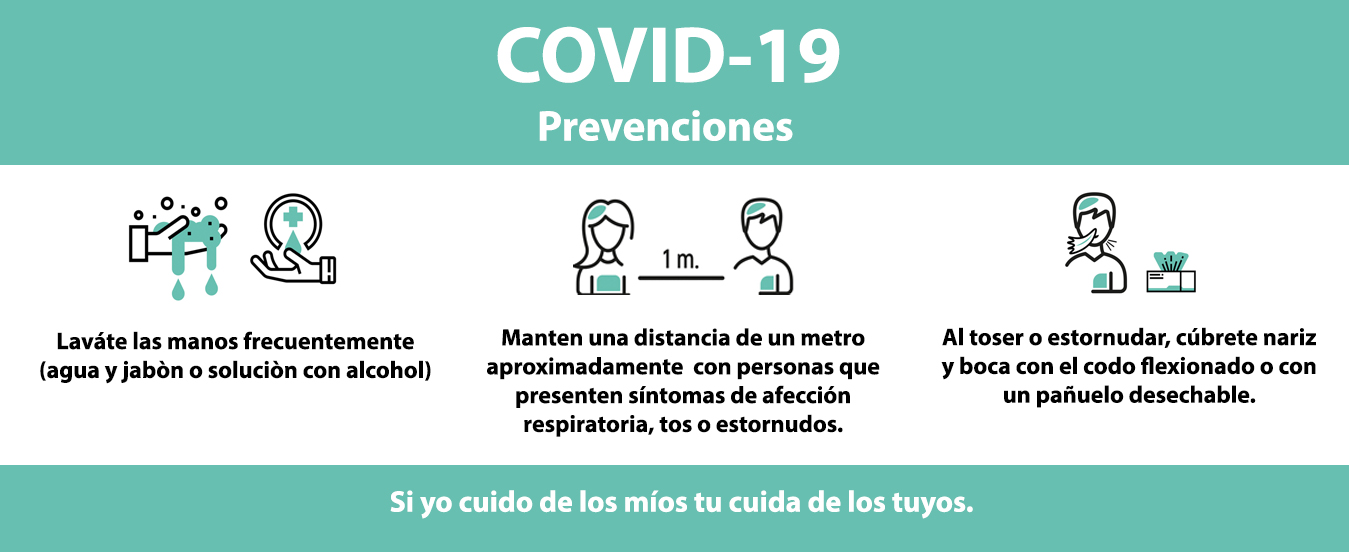 COVID-19
Prevenciones
1 m.
Laváte las manos frecuentemente
(agua y jabòn o soluciòn con alcohol)
Manten una distancia de un metro
aproximadamente con personas que
presenten síntomas de afección
respiratoria, tos o estornudos.
Al toser o estornudar, cúbrete nariz
y boca con el codo flexionado o con
un pañuelo desechable.
Si yo cuido de los míos tu cuida de los tuyos.